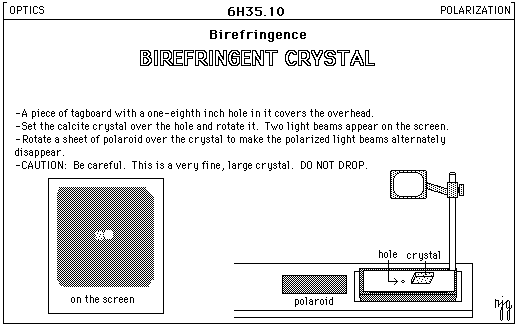 OPTICS 6H35.10 POLARIZATION
Birefringence
BIREFRINGENT CRYSTAL
-A piece of tagboard with a one-eighth inch hole in it covers the overhead.
-Set the calcite crystal over the hole and rotate it.  Two light beams appear on the screen.
-Rotate a sheet of polaroid over the crystal to make the polarized light beams alternately
disappear.
-CAUTION:  Be careful.  This is a very fine, large crystal.  DO NOT DROP.
hole crystal
on the screen
polaroid
njg